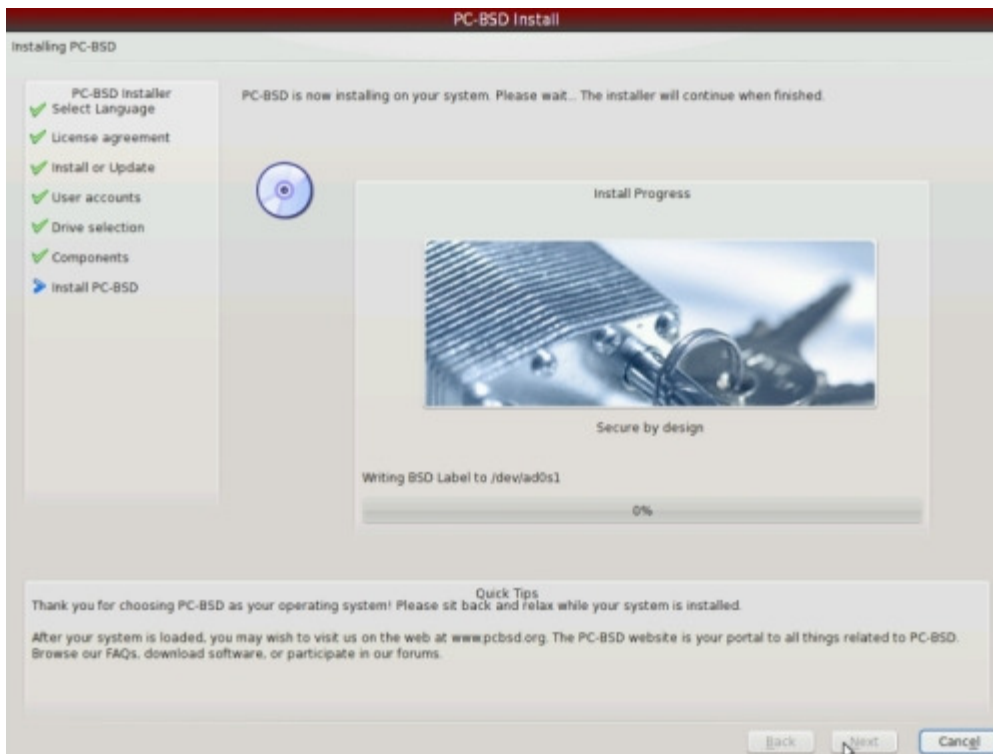 PC-BSD Install
Installing PC-BSD
PC-BSD Installer
Select Language
License agreement
Install or Update
User accounts
Drive selection
Components
Install PC-BSD
PC-BSD is now installing on your system. Please wait... The installer will continue when finished.
Install Progress
Secure by design
Writing BSD Label to /dev/ad0s1
0%
Quick Tips
Thank you for choosing PC-BSD as your operating system! Please sit back and relax while your system is installed.
After your system is loaded, you may wish to visit us on the web at www.pcbsd.org. The PC-BSD website is your portal to all things related to PC-BSD.
Browse our FAQs, download software, or participate in our forums.
Back
Next
Cancel